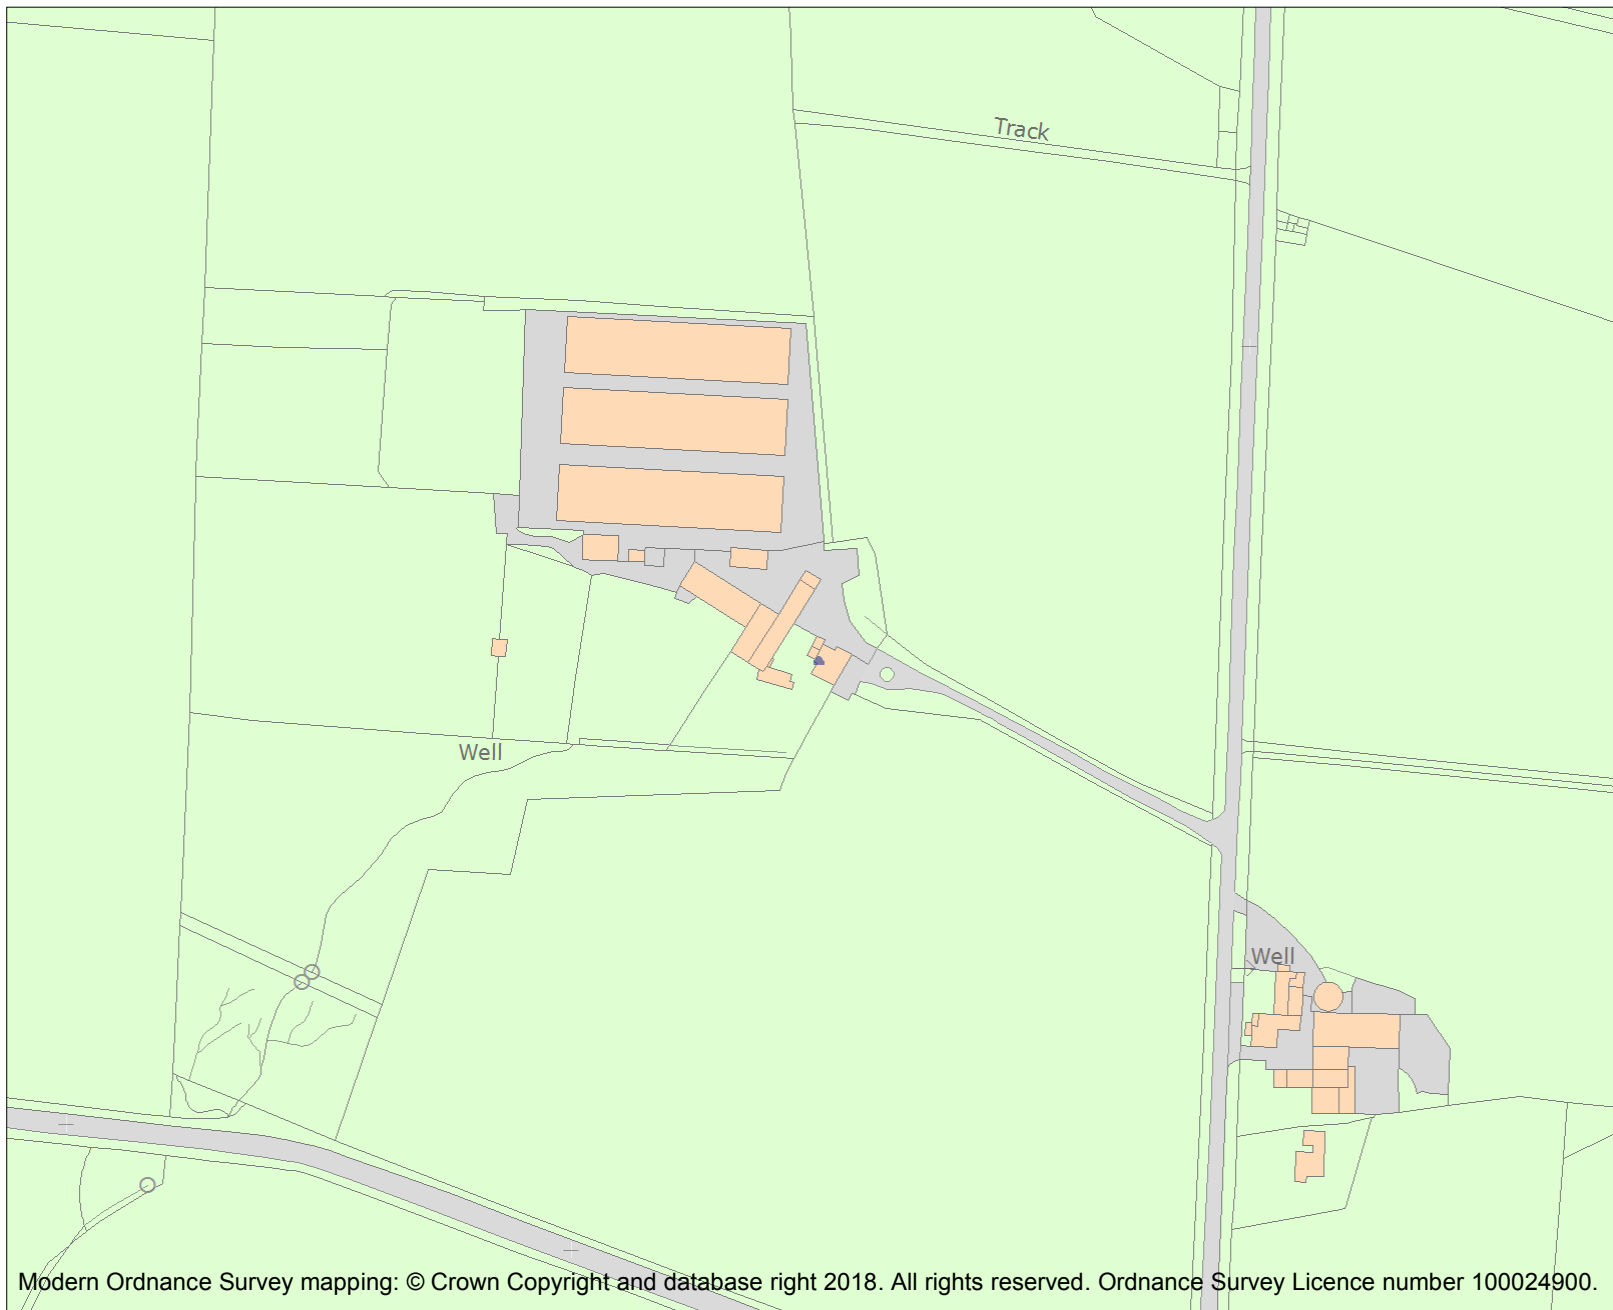 Track
Well
Well
Modern Ordnance Survey mapping: © Crown Copyright and database right 2018. All rights reserved. Ordnance Survey Licence number 100024900.